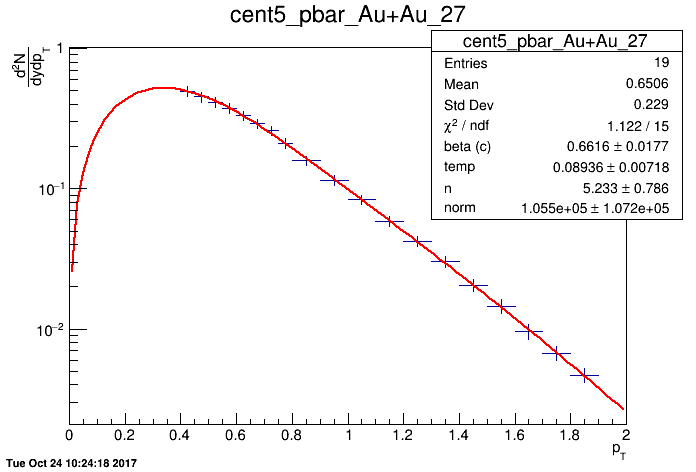 cent5_pbar_Au+Au_27
d²N
dydp_T
cent5_pbar_Au+Au_27
Entries 19
Mean 0.6506
Std Dev 0.229
χ² / ndf 1.122 / 15
beta (c) 0.6616 ± 0.0177
temp 0.08936 ± 0.00718
n 5.233 ± 0.786
norm 1.055e+05 ± 1.072e+05
1
10⁻¹
10⁻²
0 0.2 0.4 0.6 0.8 1 1.2 1.4 1.6 1.8 2
p_T
Tue Oct 24 10:24:18 2017